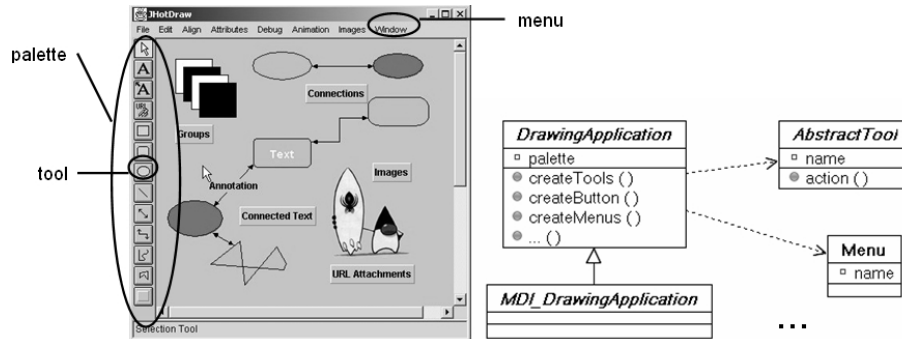 JHotDraw
menu
File Edit Align Attributes Debug Animation Images Window
palette
A
A
URL
Connections
Groups
Text
tool
Images
Annotation
Connected Text
URL Attachments
Selection Tool
DrawingApplication
palette
createTools ( )
createButton ( )
createMenus ( )
... ( )
AbstractTool
name
action ( )
Menu
name
MDI_DrawingApplication
...